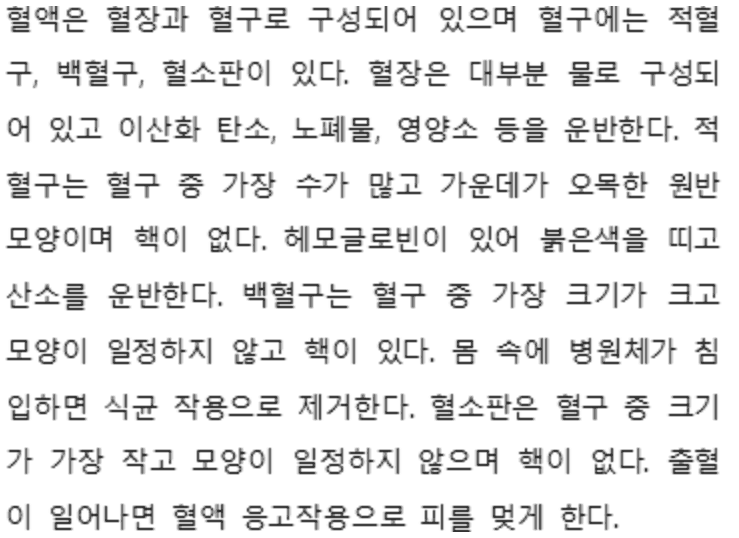 혈액은 혈장과 혈구로 구성되어 있으며 혈구에는 적혈
구, 백혈구, 혈소판이 있다. 혈장은 대부분 물로 구성되
어 있고 이산화 탄소, 노폐물, 영양소 등을 운반한다. 적
혈구는 혈구 중 가장 수가 많고 가운데가 오목한 원반
모양이며 핵이 없다. 헤모글로빈이 있어 붉은색을 띠고
산소를 운반한다. 백혈구는 혈구 중 가장 크기가 크고
모양이 일정하지 않고 핵이 있다. 몸 속에 병원체가 침
입하면 식균 작용으로 제거한다. 혈소판은 혈구 중 크기
가 가장 작고 모양이 일정하지 않으며 핵이 없다. 출혈
이 일어나면 혈액 응고작용으로 피를 멎게 한다.